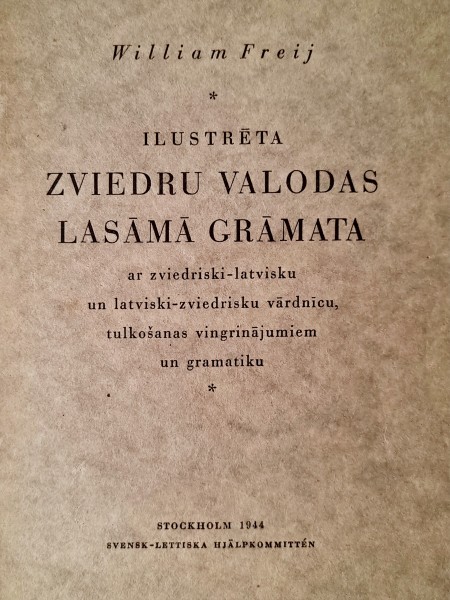 William Freij
*
ILUSTRĒTA
ZVIEDRU VALODAS
LASĀMĀ GRĀMATA
ar zviedriski-latvisku
un latviski-zviedrisku vārdnīcu,
tulkošanas vingrinājumiem
un gramatiku
*
STOCKHOLM 1944
SVENSK-LETTISKA HJÄLPKOMMITTÉN